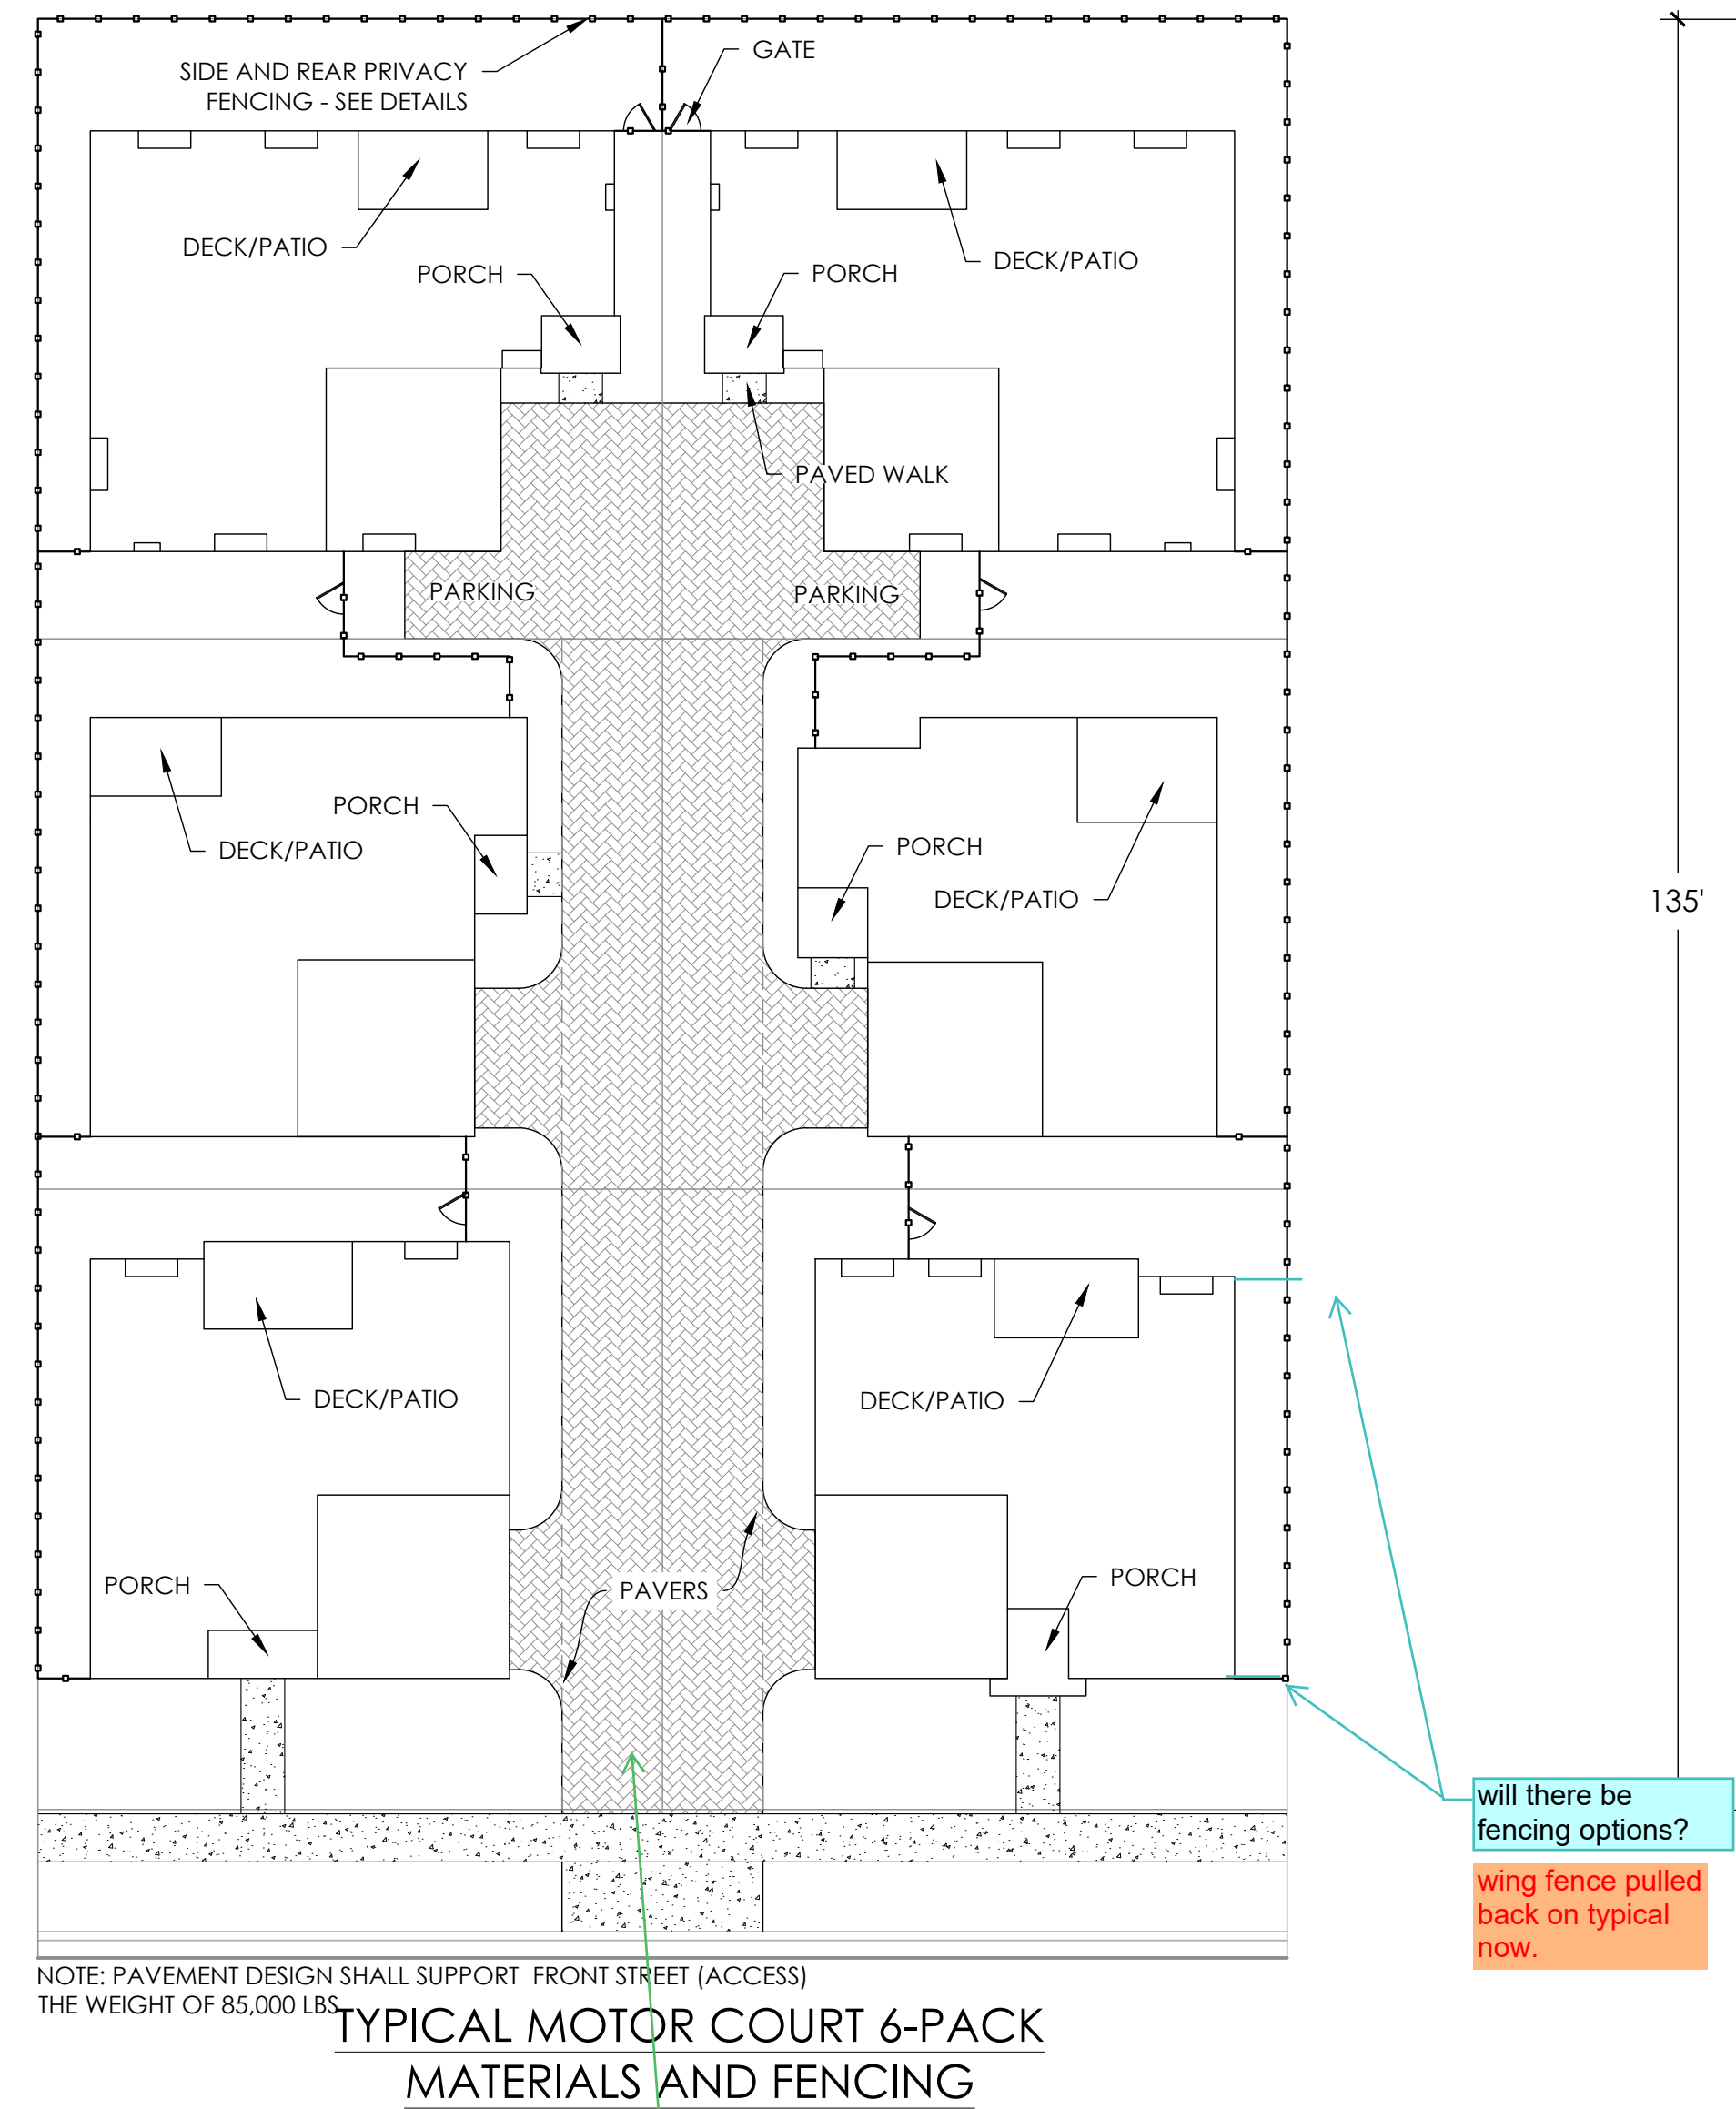 GATE
SIDE AND REAR PRIVACY
FENCING - SEE DETAILS
DECK/PATIO
PORCH
PORCH
DECK/PATIO
PAVED WALK
PARKING
PARKING
PORCH
DECK/PATIO
PORCH
DECK/PATIO
135'
DECK/PATIO
DECK/PATIO
PORCH
PAVERS
PORCH
will there be
fencing options?
wing fence pulled
back on typical
now.
NOTE: PAVEMENT DESIGN SHALL SUPPORT
THE WEIGHT OF 85,000 LBS
FRONT STREET (ACCESS)
TYPICAL MOTOR COURT 6-PACK
MATERIALS AND FENCING